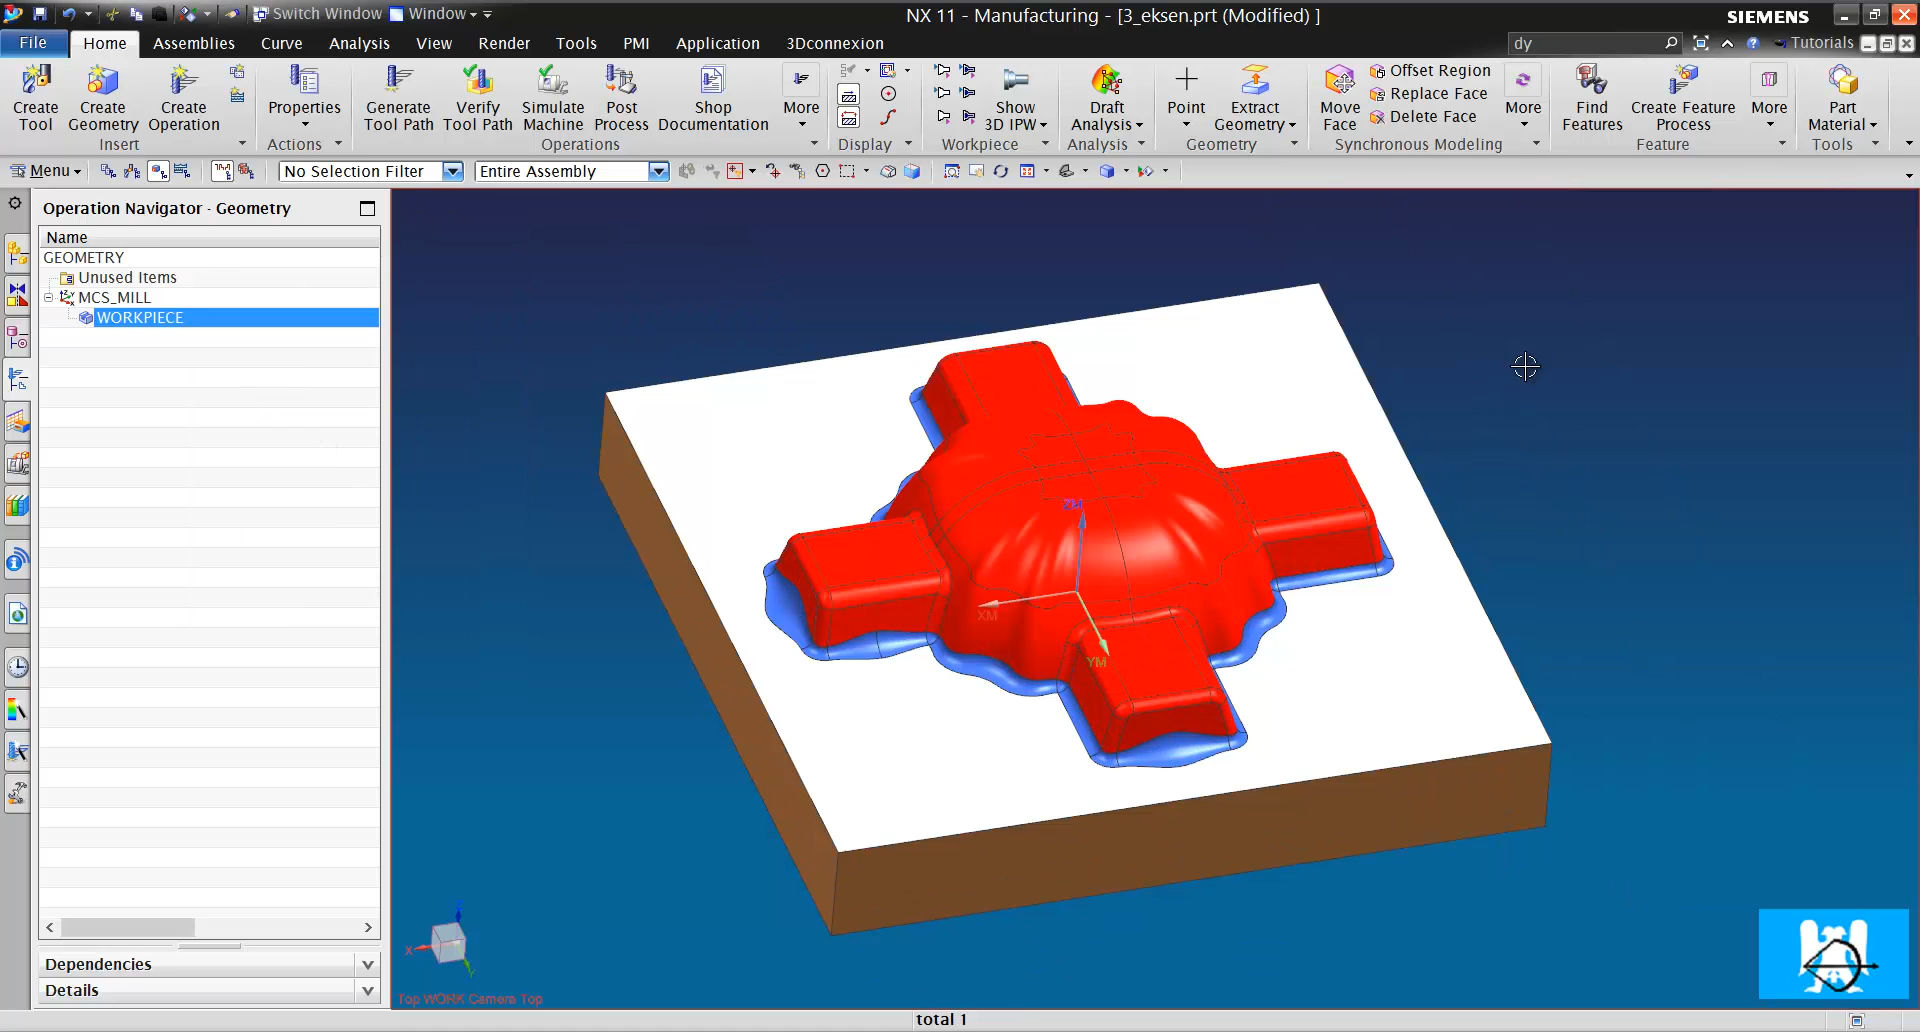 Switch Window Window NX 11 - Manufacturing - [3_eksen.prt (Modified) ] SIEMENS
File Home Assemblies Curve Analysis View Render Tools PMI Application 3Dconnexion dy Tutorials
Create Tool
Create Geometry
Create Operation
Insert
Properties
Actions
Generate Tool Path
Verify Tool Path
Simulate Machine
Post Process
Shop Documentation
More
Operations
Display
Show 3D IPW
Workpiece
Draft Analysis
Analysis
Point
Extract Geometry
Geometry
Move Face
Offset Region
Replace Face
Delete Face
More
Synchronous Modeling
Find Features
Create Feature Process
More
Feature
Part Material
Tools
Menu No Selection Filter Entire Assembly
Operation Navigator - Geometry
Name
GEOMETRY
Unused Items
MCS_MILL
WORKPIECE
ZM
XM
YM
Dependencies
Details
X
Top WORK Camera Top
total 1